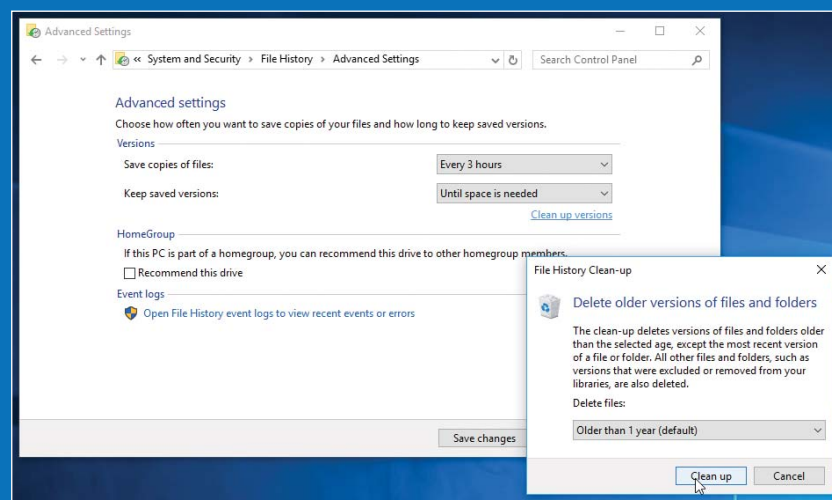 Advanced Settings
« System and Security > File History > Advanced Settings
Search Control Panel
Advanced settings
Choose how often you want to save copies of your files and how long to keep saved versions.
Versions
Save copies of files:
Every 3 hours
Keep saved versions:
Until space is needed
Clean up versions
HomeGroup
If this PC is part of a homegroup, you can recommend this drive to other homegroup members.
Recommend this drive
Event logs
Open File History event logs to view recent events or errors
Save changes
File History Clean-up
Delete older versions of files and folders
The clean-up deletes versions of files and folders older
than the selected age, except the most recent version
of a file or folder. All other files and folders, such as
versions that were excluded or removed from your
libraries, are also deleted.
Delete files:
Older than 1 year (default)
Clean up
Cancel